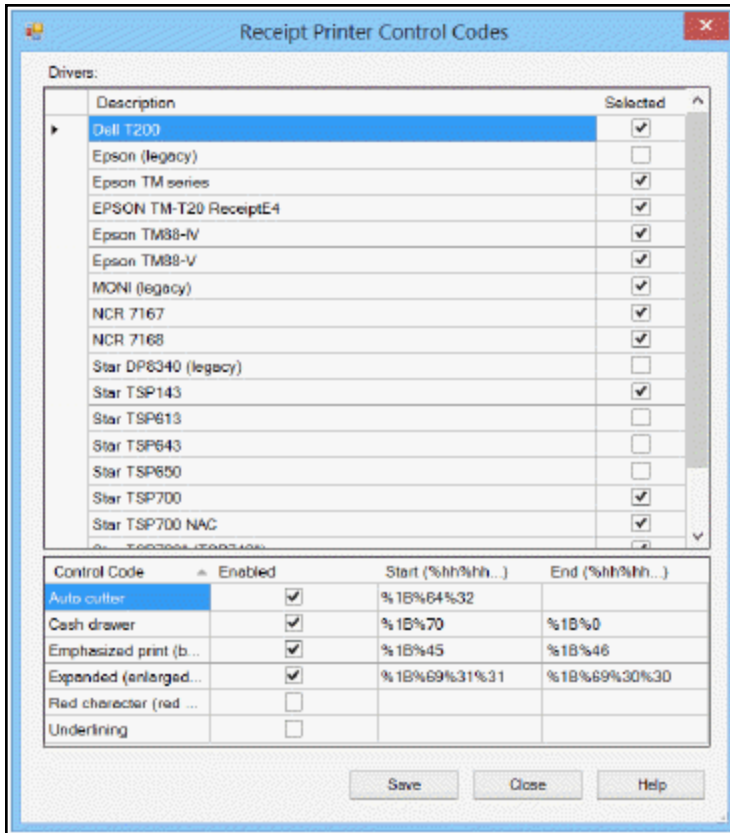 Receipt Printer Control Codes
Drivers:
Description Selected
Dell T200
Epson (legacy)
Epson TM series
EPSON TM-T20 ReceiptE4
Epson TM88-IV
Epson TM88-V
MONI (legacy)
NCR 7167
NCR 7168
Star DP8340 (legacy)
Star TSP143
Star TSP613
Star TSP643
Star TSP650
Star TSP700
Star TSP700 NAC
Control Code Enabled Start (%hh%hh...) End (%hh%hh...)
Auto cutter %1B%64%32
Cash drawer %1B%70 %1B%0
Emphasized print (b... %1B%45 %1B%46
Expanded (enlarged... %1B%69%31%31 %1B%69%30%30
Red character (red ...
Underlining
Save Close Help